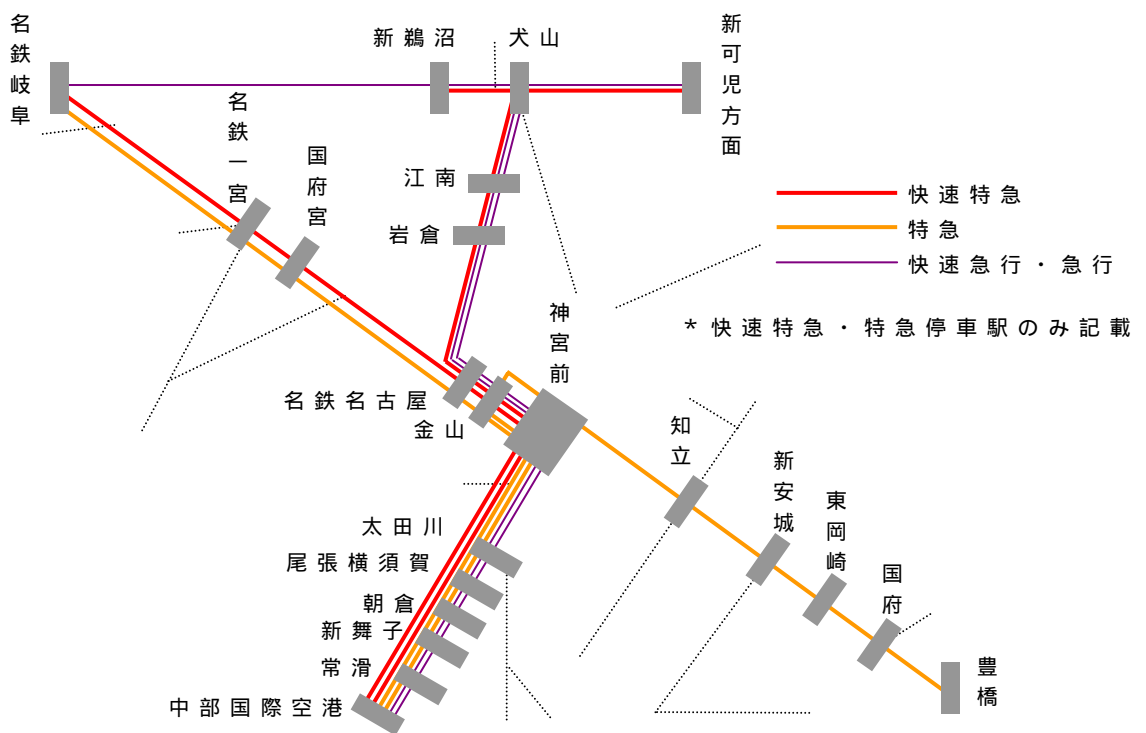 名鉄岐阜
新鵜沼
犬山
新可児方面
名鉄一宮
国府宮
江南
岩倉
快速特急
特急
快速急行・急行
*快速特急・特急停車駅のみ記載
神宮前
名鉄名古屋
金山
知立
新安城
東岡崎
国府
豊橋
太田川
尾張横須賀
朝倉
新舞子
常滑
中部国際空港